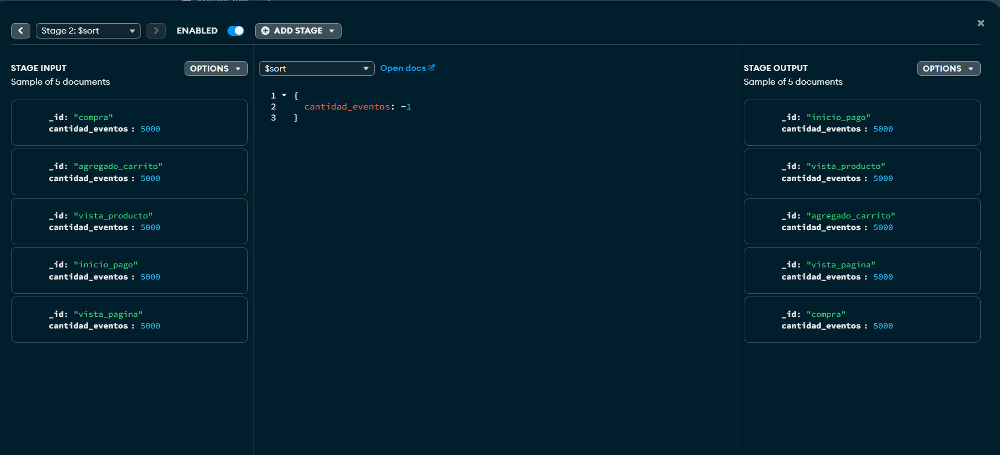 Stage 2: $sort
ENABLED
ADD STAGE
STAGE INPUT
OPTIONS
Sample of 5 documents
_id: "compra"
cantidad_eventos : 5000
_id: "agregado_carrito"
cantidad_eventos : 5000
_id: "vista_producto"
cantidad_eventos : 5000
_id: "inicio_pago"
cantidad_eventos : 5000
_id: "vista_pagina"
cantidad_eventos : 5000
$sort
Open docs
1 {
2 cantidad_eventos: -1
3 }
STAGE OUTPUT
OPTIONS
Sample of 5 documents
_id: "inicio_pago"
cantidad_eventos : 5000
_id: "vista_producto"
cantidad_eventos : 5000
_id: "agregado_carrito"
cantidad_eventos : 5000
_id: "vista_pagina"
cantidad_eventos : 5000
_id: "compra"
cantidad_eventos : 5000